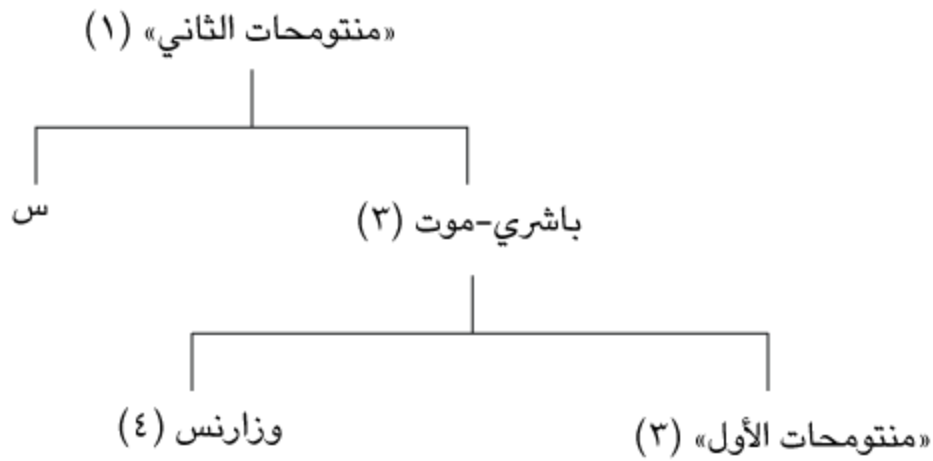 «منتومحات الثاني» (١)
باشري-موت (٣)
س
«منتومحات الأول» (٣)
وزارنس (٤)